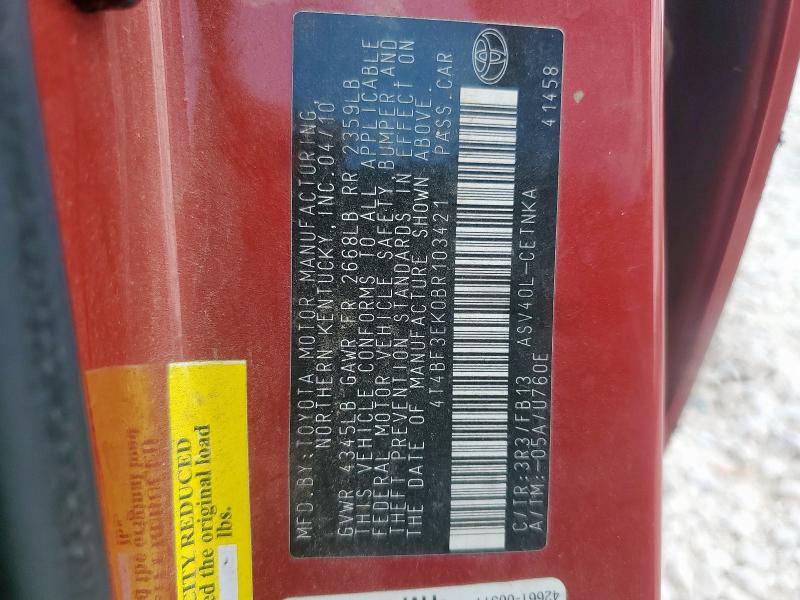 MFD.BY:TOYOTA MOTOR MANUFACTURING,
NORTHERN KENTUCKY, INC.04/10
GVWR 4345LB GAWR FR 2668LB RR 2359LB
THIS VEHICLE CONFORMS TO ALL APPLICABLE
FEDERAL MOTOR VEHICLE SAFETY BUMPER AND
THEFT PREVENTION STANDARDS IN EFFECT ON
THE DATE OF MANUFACTURE SHOWN ABOVE.
4T4BF3EK0BR103421 PASS.CAR
C/TR:3R3/FB13 ASV40L-CETNKA 41458
A/TM:-05A/U760E
CITY REDUCED
ed the original load
lbs.